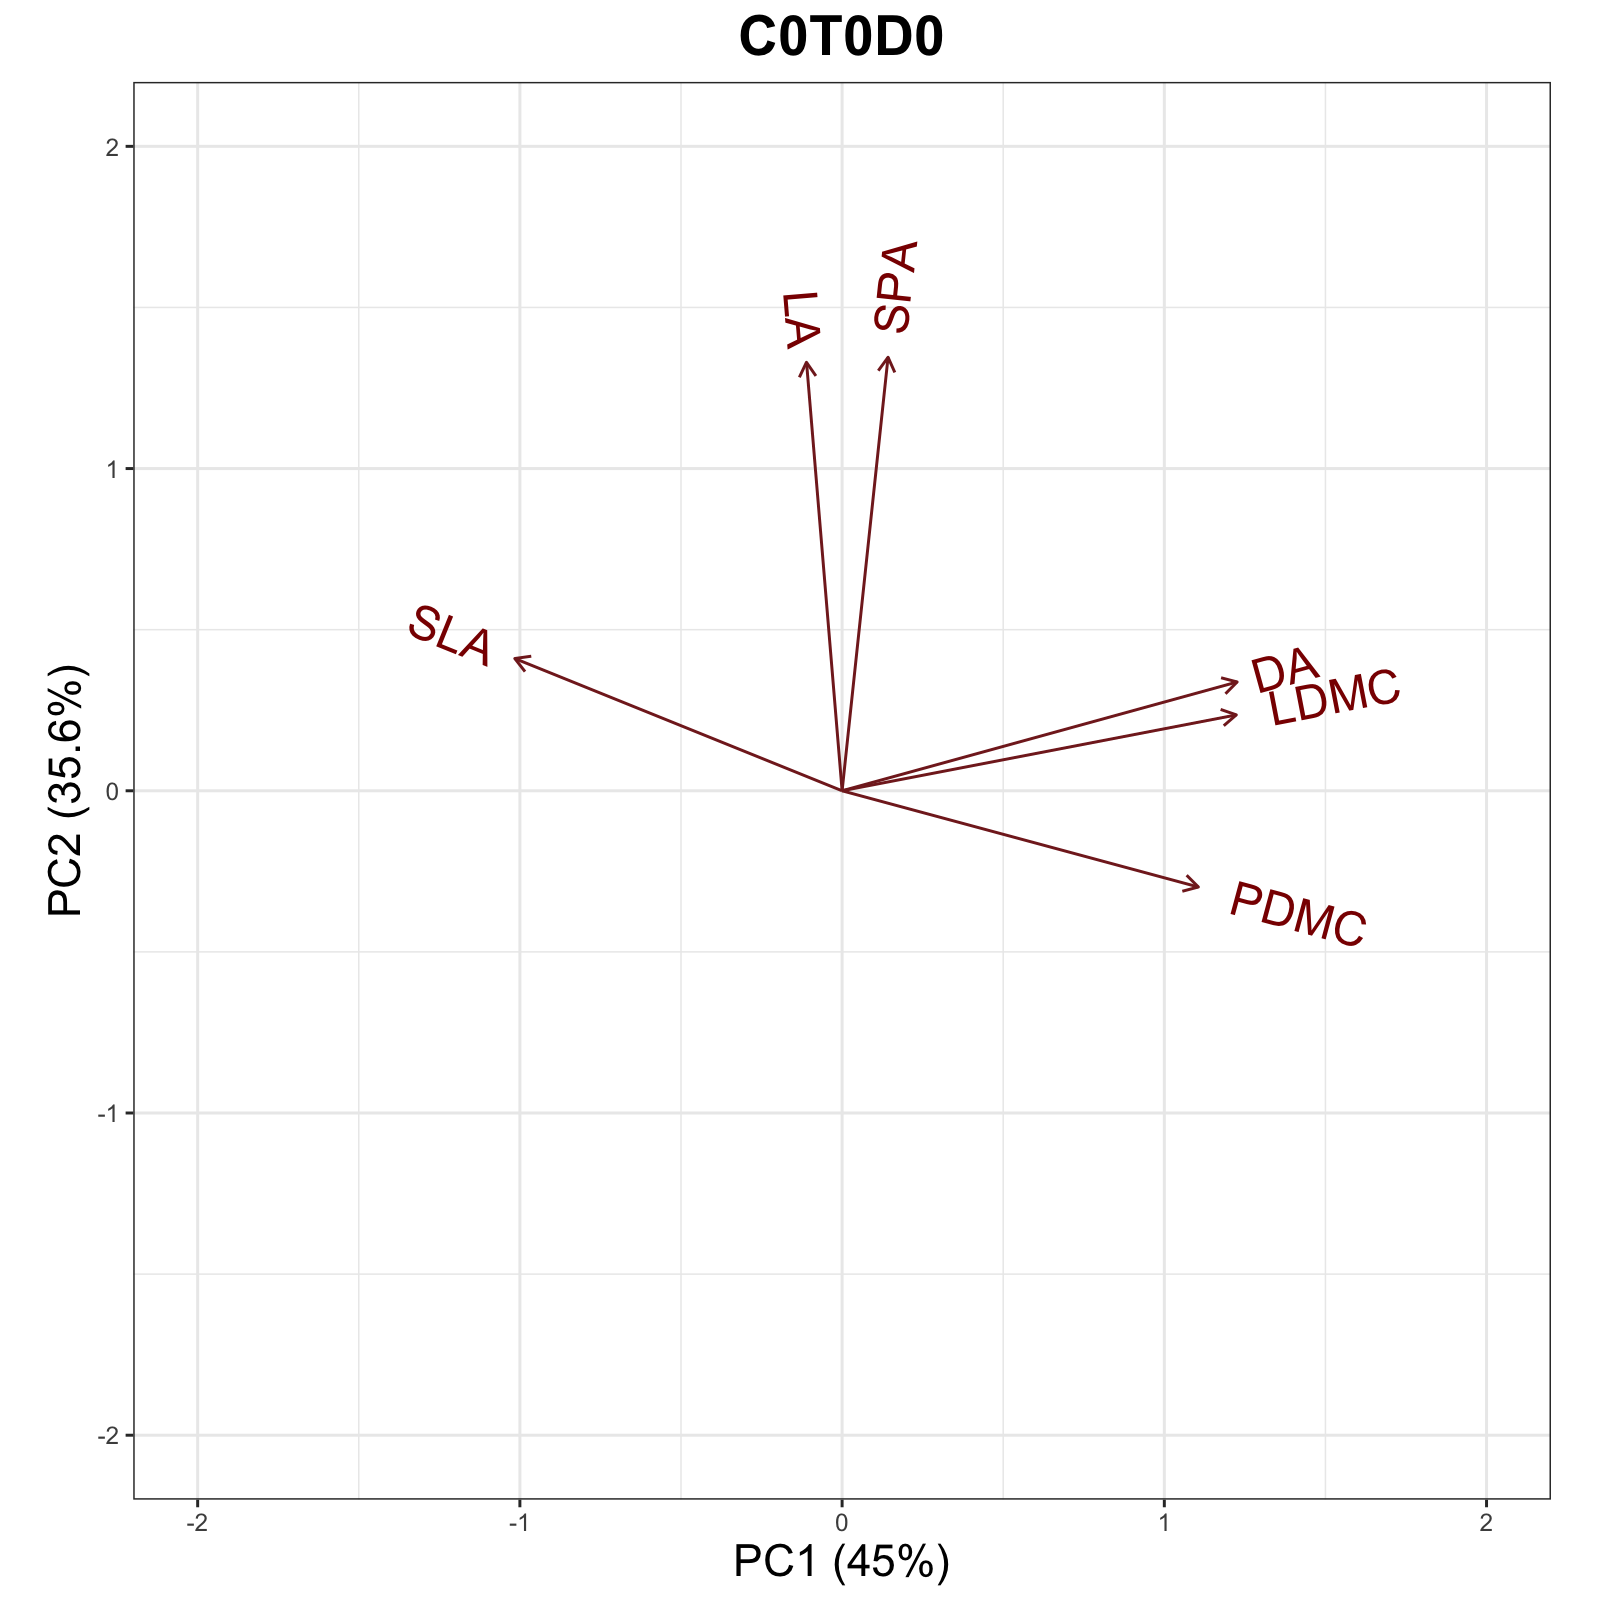 C0T0D0
2
1
0
-1
-2
PC2 (35.6%)
LA
SPA
SLA
DA
LDMC
PDMC
-2
-1
0
1
2
PC1 (45%)